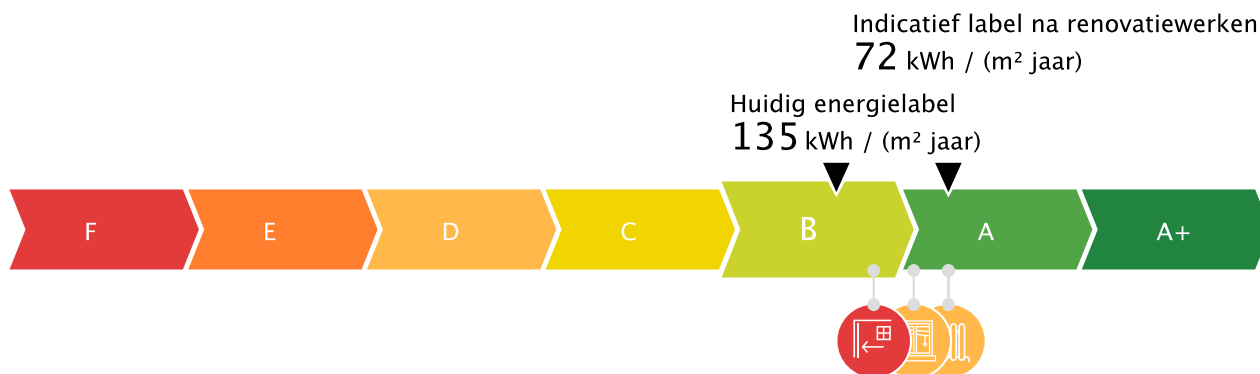 Indicatief label na renovatiewerken
72 kWh / (m² jaar)
Huidig energielabel
135 kWh / (m² jaar)
F E D C B A A+